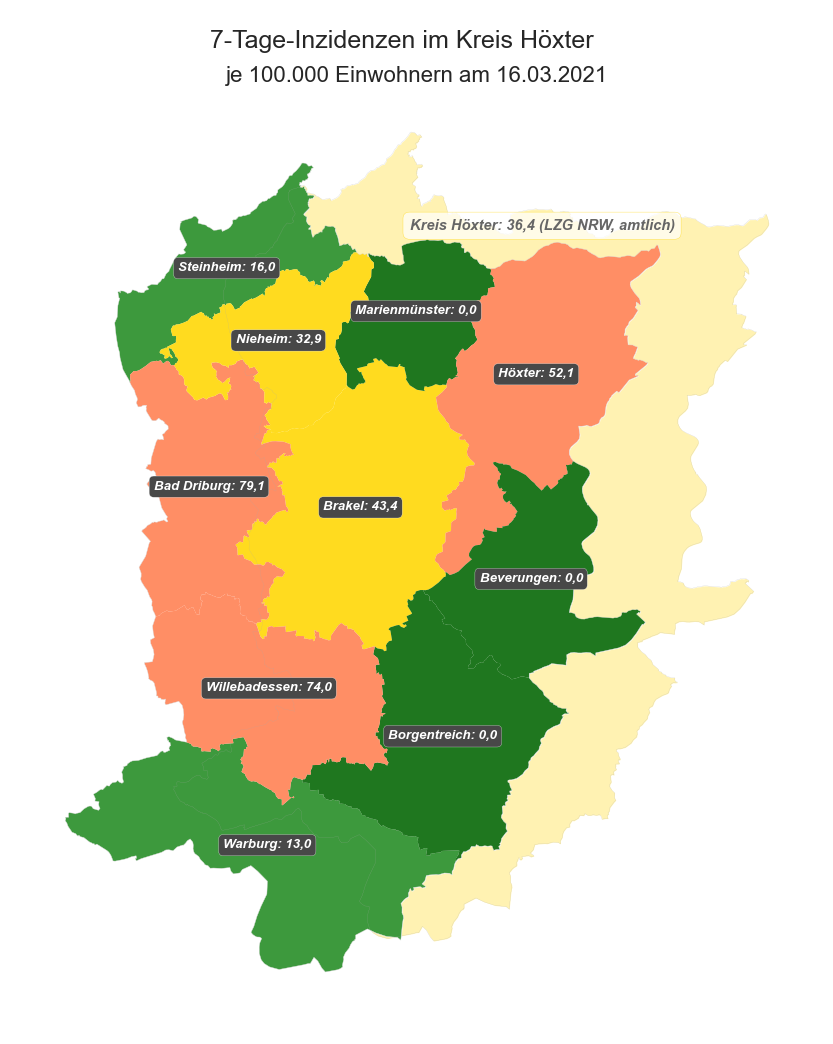 7-Tage-Inzidenzen im Kreis Höxter
je 100.000 Einwohnern am 16.03.2021
Kreis Höxter: 36,4 (LZG NRW, amtlich)
Steinheim: 16,0
Marienmünster: 0,0
Nieheim: 32,9
Höxter: 52,1
Bad Driburg: 79,1
Brakel: 43,4
Beverungen: 0,0
Willebadessen: 74,0
Borgentreich: 0,0
Warburg: 13,0